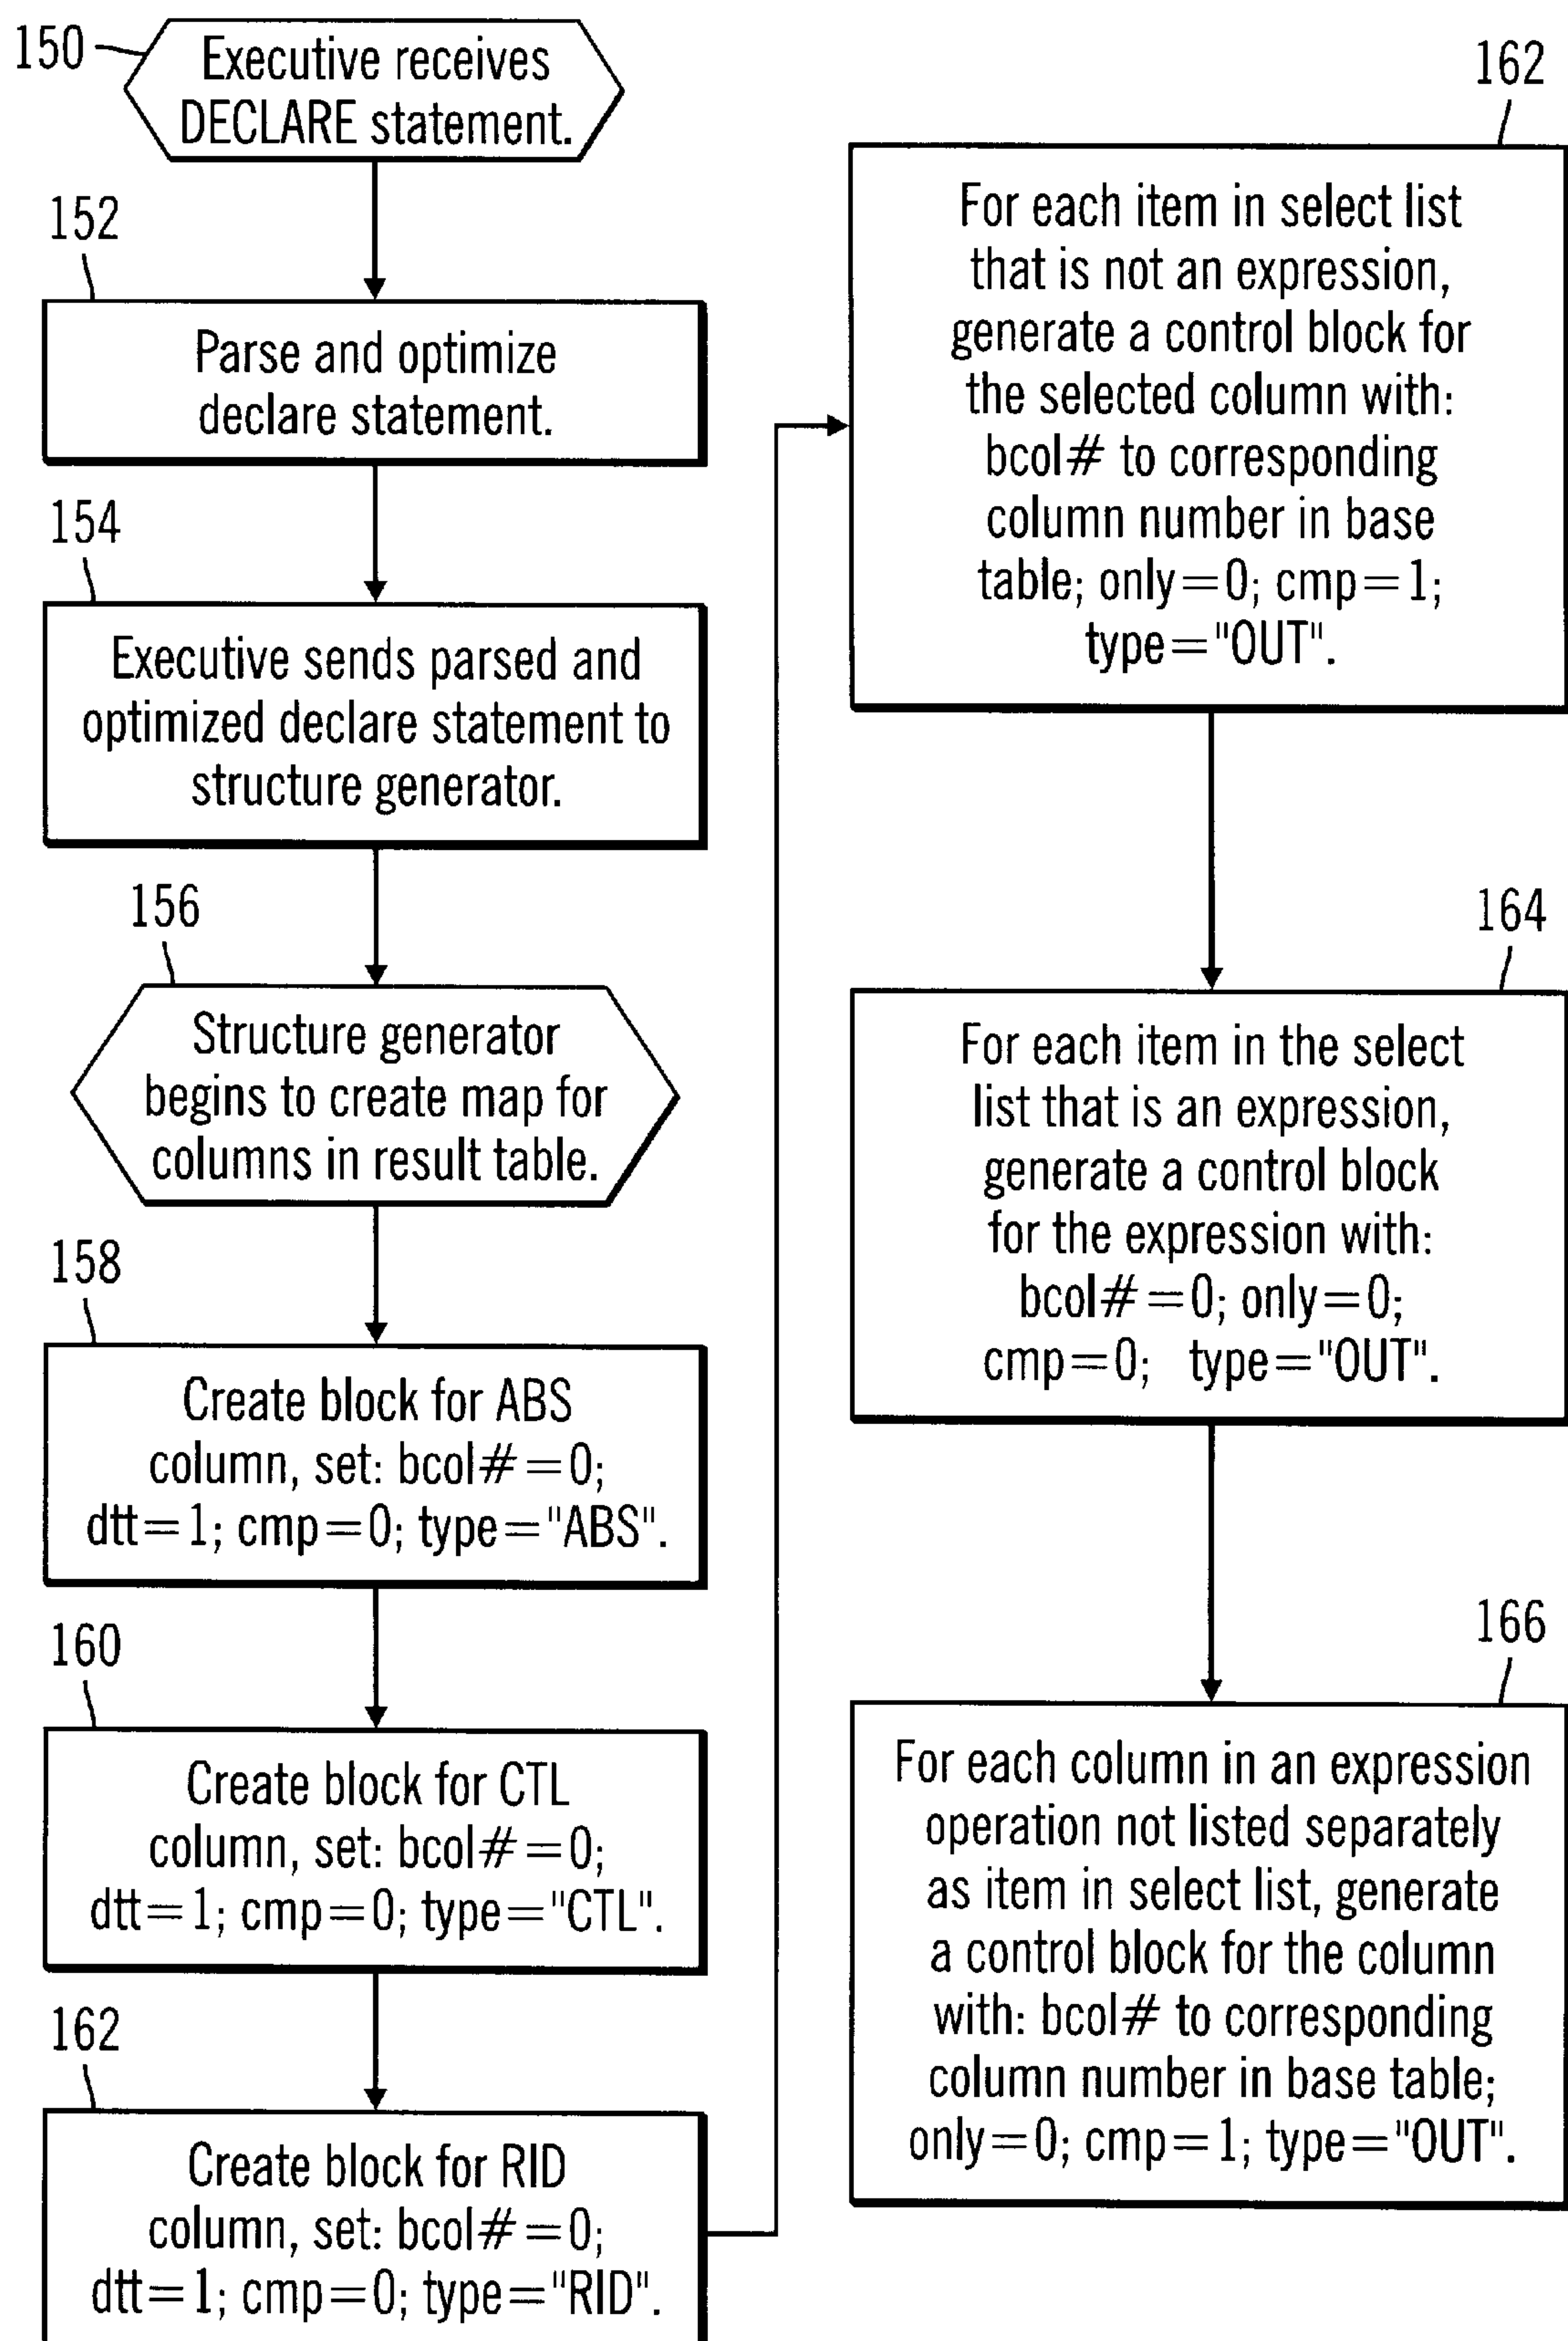 150
Executive receives
DECLARE statement.
152
Parse and optimize
declare statement.
154
Executive sends parsed and
optimized declare statement to
structure generator.
156
Structure generator
begins to create map for
columns in result table.
158
Create block for ABS
column, set: bcol#=0;
dtt=1; cmp=0; type="ABS".
160
Create block for CTL
column, set: bcol#=0;
dtt=1; cmp=0; type="CTL".
162
Create block for RID
column, set: bcol#=0;
dtt=1; cmp=0; type="RID".
162
For each item in select list
that is not an expression,
generate a control block for
the selected column with:
bcol# to corresponding
column number in base
table; only=0; cmp=1;
type="OUT".
164
For each item in the select
list that is an expression,
generate a control block
for the expression with:
bcol#=0; only=0;
cmp=0; type="OUT".
166
For each column in an expression
operation not listed separately
as item in select list, generate
a control block for the column
with: bcol# to corresponding
column number in base table;
only=0; cmp=1; type="OUT".